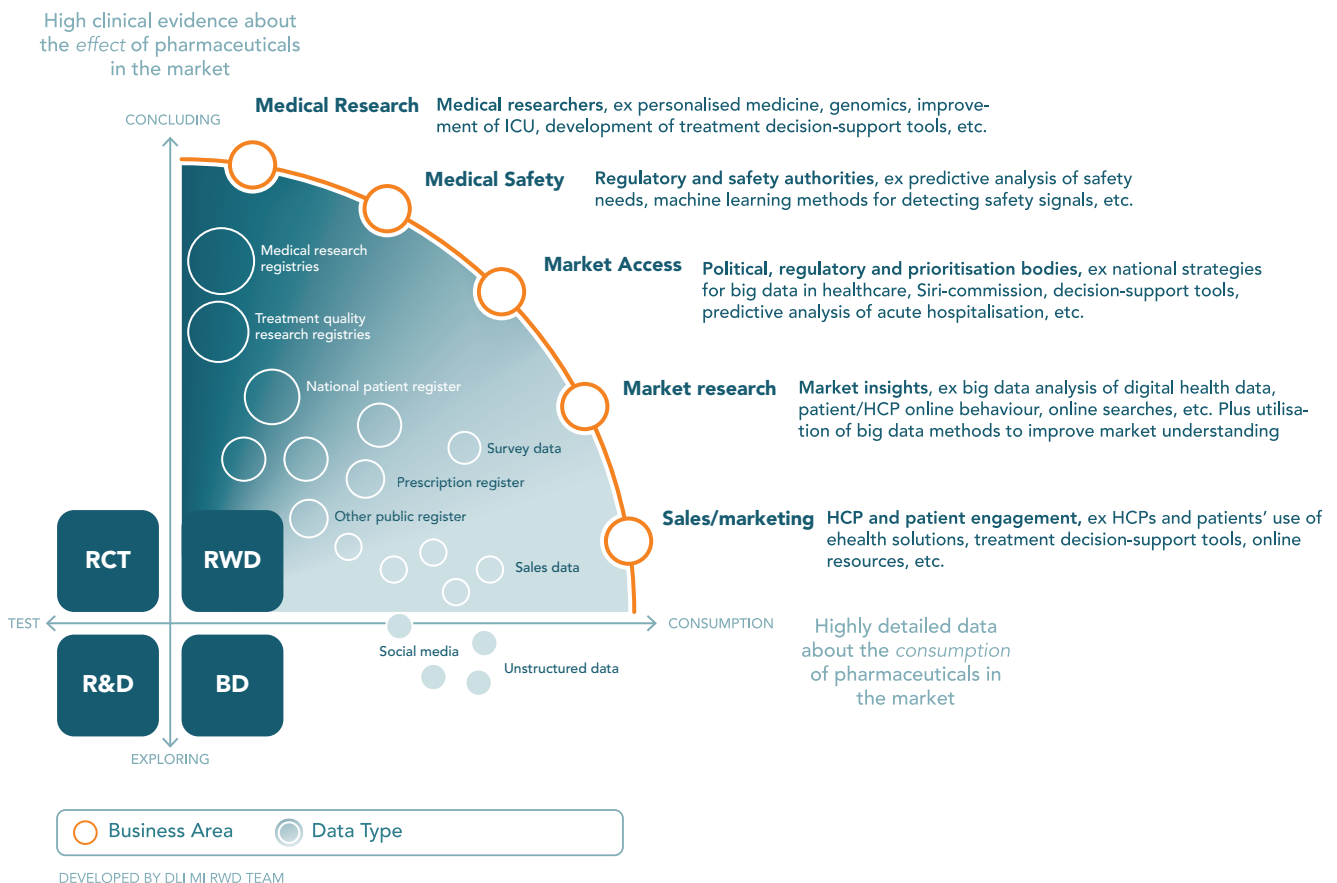 High clinical evidence about
the effect of pharmaceuticals
in the market
CONCLUDING
Medical Research
Medical researchers, ex personalised medicine, genomics, improve-
ment of ICU, development of treatment decision-support tools, etc.
Medical Safety
Regulatory and safety authorities, ex predictive analysis of safety
needs, machine learning methods for detecting safety signals, etc.
Medical research
registries
Market Access
Political, regulatory and prioritisation bodies, ex national strategies
for big data in healthcare, Siri-commission, decision-support tools,
predictive analysis of acute hospitalisation, etc.
Treatment quality
research registries
National patient register
Market research
Market insights, ex big data analysis of digital health data,
patient/HCP online behaviour, online searches, etc. Plus utilisa-
tion of big data methods to improve market understanding
Survey data
Prescription register
Other public register
Sales/marketing
HCP and patient engagement, ex HCPs and patients’ use of
ehealth solutions, treatment decision-support tools, online
resources, etc.
RCT
RWD
Sales data
TEST
CONSUMPTION
Highly detailed data
about the consumption
of pharmaceuticals in
the market
Social media
Unstructured data
R&D
BD
EXPLORING
Business Area
Data Type
DEVELOPED BY DLI MI RWD TEAM